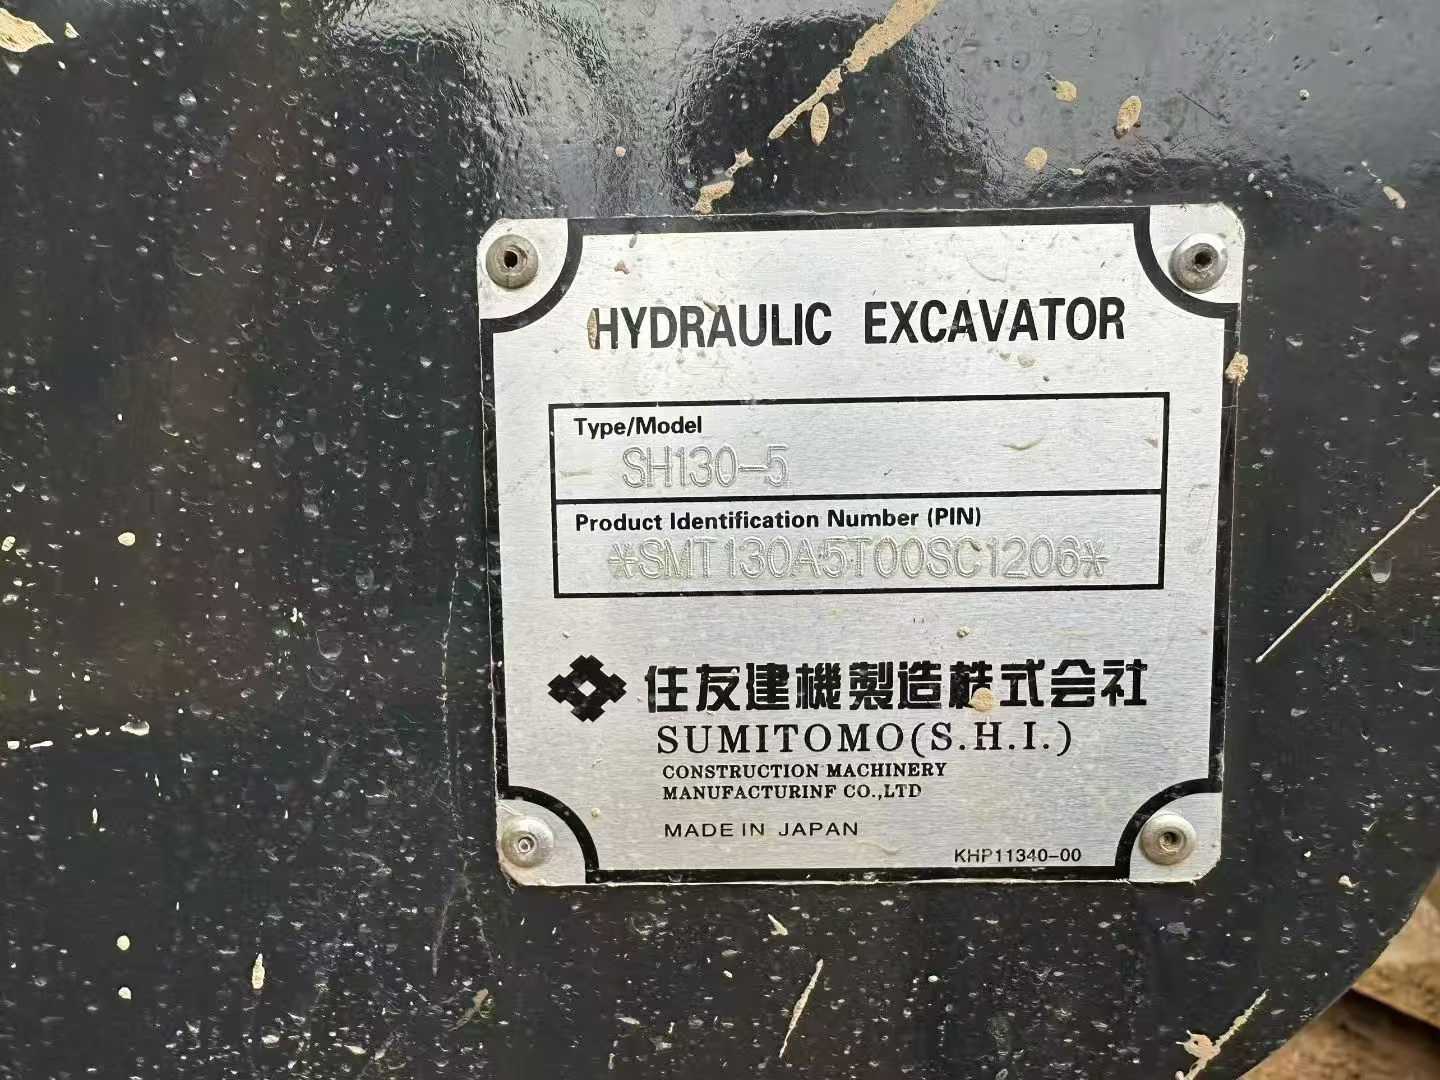 HYDRAULIC EXCAVATOR
Type/Model
SH130-5
Product Identification Number (PIN)
*SMT130A5T00SC1206*
住友建機製造株式会社
SUMITOMO(S.H.I.)
CONSTRUCTION MACHINERY
MANUFACTURINF CO.,LTD
MADE IN JAPAN
KHP11340-00